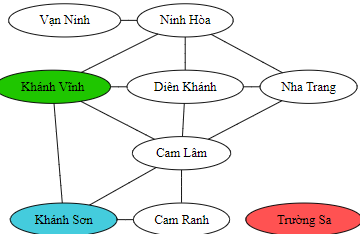 Vạn Ninh
Ninh Hòa
Khánh Vĩnh
Diên Khánh
Nha Trang
Cam Lâm
Khánh Sơn
Cam Ranh
Trường Sa